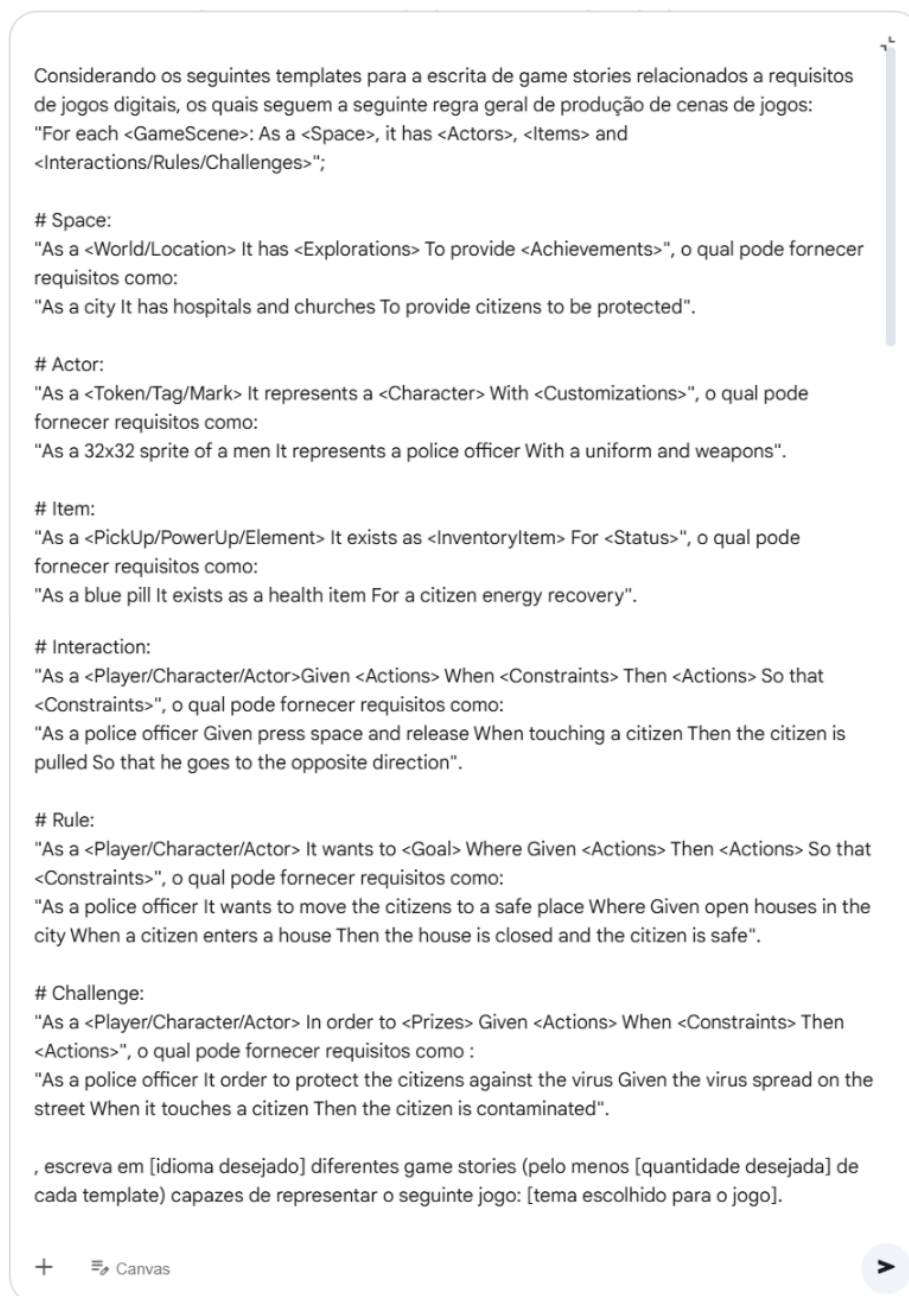 Considerando os seguintes templates para a escrita de game stories relacionados a requisitos
de jogos digitais, os quais seguem a seguinte regra geral de produção de cenas de jogos:
"For each <GameScene>: As a <Space>, it has <Actors>, <Items> and
<Interactions/Rules/Challenges>";
# Space:
"As a <World/Location> It has <Explorations> To provide <Achievements>", o qual pode fornecer
requisitos como:
"As a city It has hospitals and churches To provide citizens to be protected".
# Actor:
"As a <Token/Tag/Mark> It represents a <Character> With <Customizations>", o qual pode
fornecer requisitos como:
"As a 32x32 sprite of a men It represents a police officer With a uniform and weapons".
# Item:
"As a <PickUp/PowerUp/Element> It exists as <InventoryItem> For <Status>", o qual pode
fornecer requisitos como:
"As a blue pill It exists as a health item For a citizen energy recovery".
# Interaction:
"As a <Player/Character/Actor>Given <Actions> When <Constraints> Then <Actions> So that
<Constraints>", o qual pode fornecer requisitos como:
"As a police officer Given press space and release When touching a citizen Then the citizen is
pulled So that he goes to the opposite direction".
# Rule:
"As a <Player/Character/Actor> It wants to <Goal> Where Given <Actions> Then <Actions> So that
<Constraints>", o qual pode fornecer requisitos como:
"As a police officer It wants to move the citizens to a safe place Where Given open houses in the
city When a citizen enters a house Then the house is closed and the citizen is safe".
# Challenge:
"As a <Player/Character/Actor> In order to <Prizes> Given <Actions> When <Constraints> Then
<Actions>", o qual pode fornecer requisitos como :
"As a police officer It order to protect the citizens against the virus Given the virus spread on the
street When it touches a citizen Then the citizen is contaminated".
, escreva em [idioma desejado] diferentes game stories (pelo menos [quantidade desejada] de
cada template) capazes de representar o seguinte jogo: [tema escolhido para o jogo].
Canvas